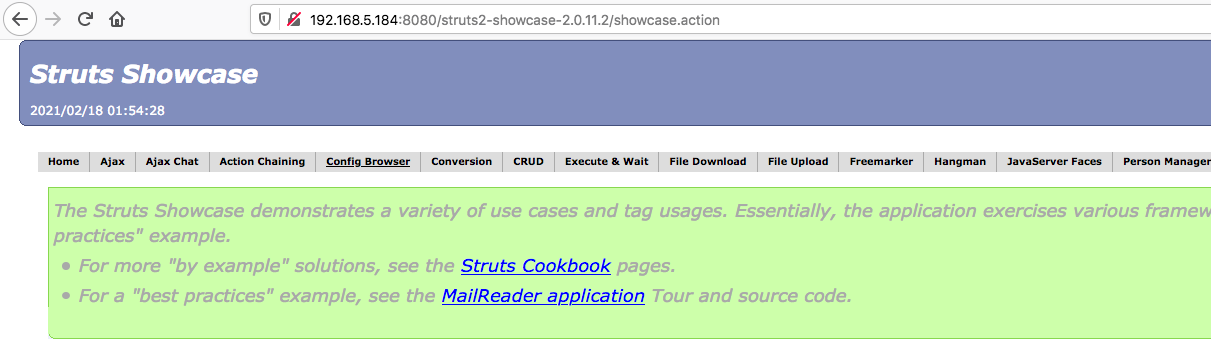 192.168.5.184:8080/struts2-showcase-2.0.11.2/showcase.action
Struts Showcase
2021/02/18 01:54:28
Home Ajax Ajax Chat Action Chaining Config Browser Conversion CRUD Execute & Wait File Download File Upload Freemarker Hangman JavaServer Faces Person Manager
The Struts Showcase demonstrates a variety of use cases and tag usages. Essentially, the application exercises various framew
practices" example.
• For more "by example" solutions, see the Struts Cookbook pages.
• For a "best practices" example, see the MailReader application Tour and source code.